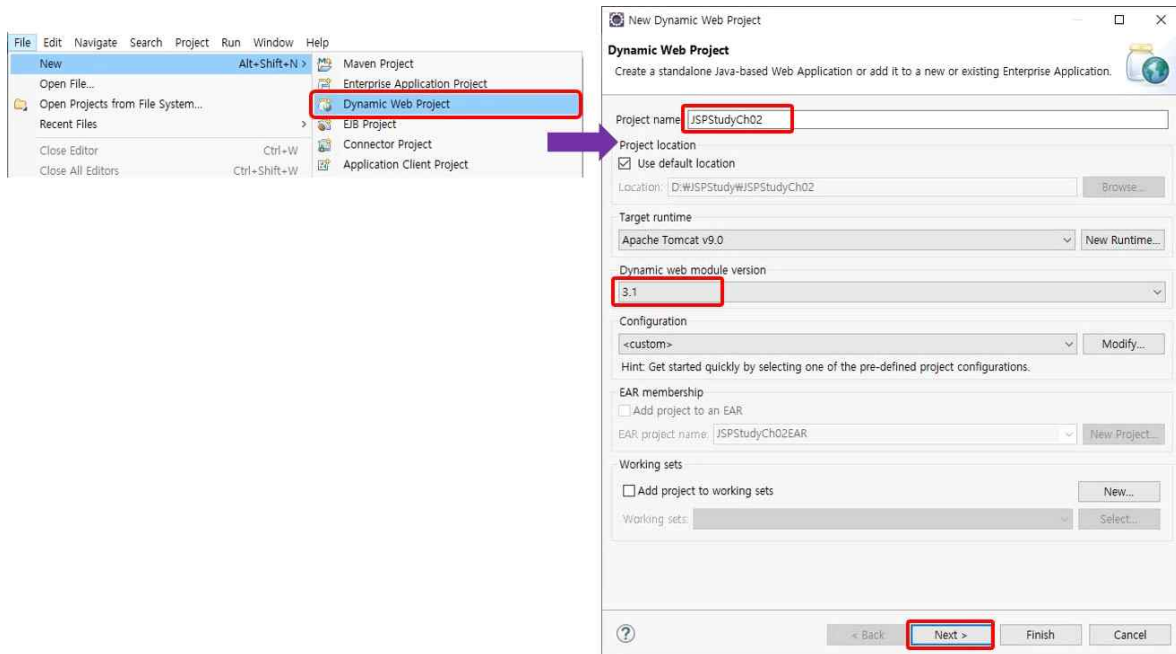 File Edit Navigate Search Project Run Window Help
New Alt+Shift+N >
Open File...
Open Projects from File System...
Recent Files >
Close Editor Ctrl+W
Close All Editors Ctrl+Shift+W
Maven Project
Enterprise Application Project
Dynamic Web Project
EJB Project
Connector Project
Application Client Project
New Dynamic Web Project
Dynamic Web Project
Create a standalone Java-based Web Application or add it to a new or existing Enterprise Application.
Project name: JSPStudyCh02
Project location
Use default location
Location: D:₩JSPStudy₩JSPStudyCh02 Browse...
Target runtime
Apache Tomcat v9.0 New Runtime...
Dynamic web module version
3.1
Configuration
<custom> Modify...
Hint: Get started quickly by selecting one of the pre-defined project configurations.
EAR membership
Add project to an EAR
EAR project name: JSPStudyCh02EAR New Project...
Working sets
Add project to working sets New...
Working sets: Select...
? < Back Next > Finish Cancel